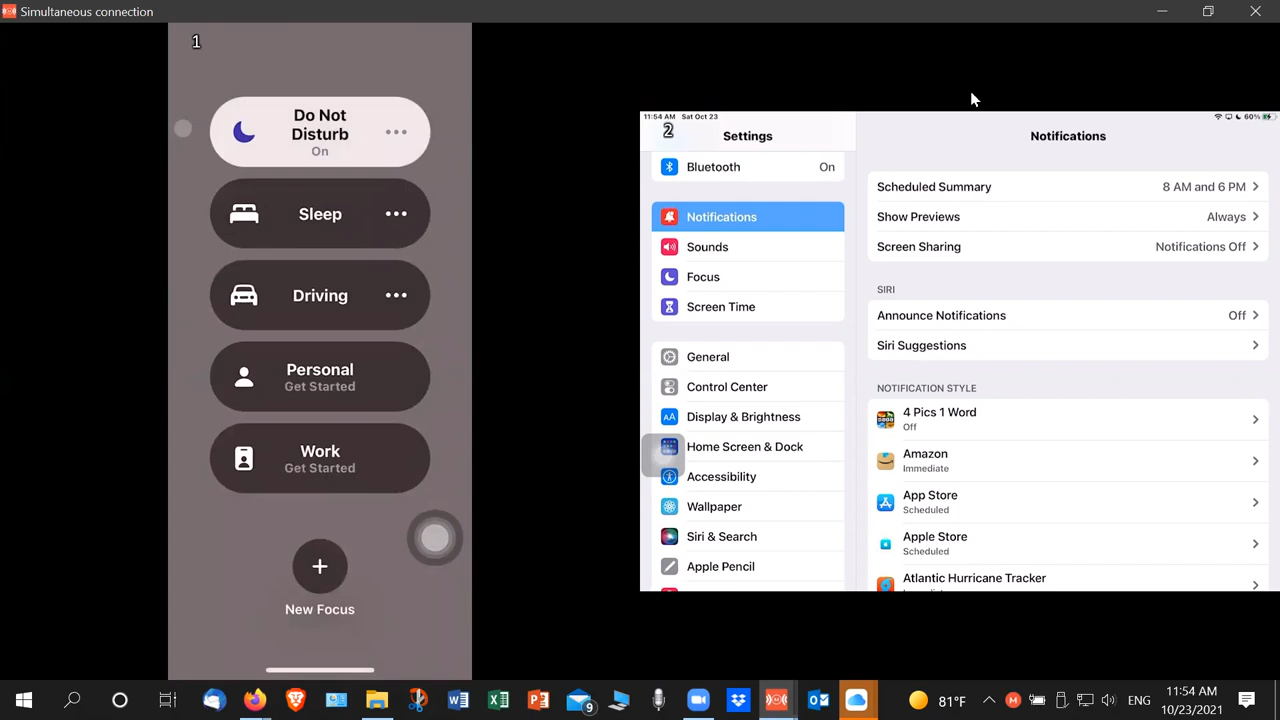 Simultaneous connection
1
Do Not
Disturb
On
Sleep
Driving
Personal
Get Started
Work
Get Started
New Focus
11:54 AM Sat Oct 23
60%
2
Settings
Bluetooth On
Notifications
Sounds
Focus
Screen Time
General
Control Center
Display & Brightness
Home Screen & Dock
Accessibility
Wallpaper
Siri & Search
Apple Pencil
Notifications
Scheduled Summary 8 AM and 6 PM
Show Previews Always
Screen Sharing Notifications Off
SIRI
Announce Notifications Off
Siri Suggestions
NOTIFICATION STYLE
4 Pics 1 Word
Off
Amazon
Immediate
App Store
Scheduled
Apple Store
Scheduled
Atlantic Hurricane Tracker
9
81°F
ENG
11:54 AM
10/23/2021